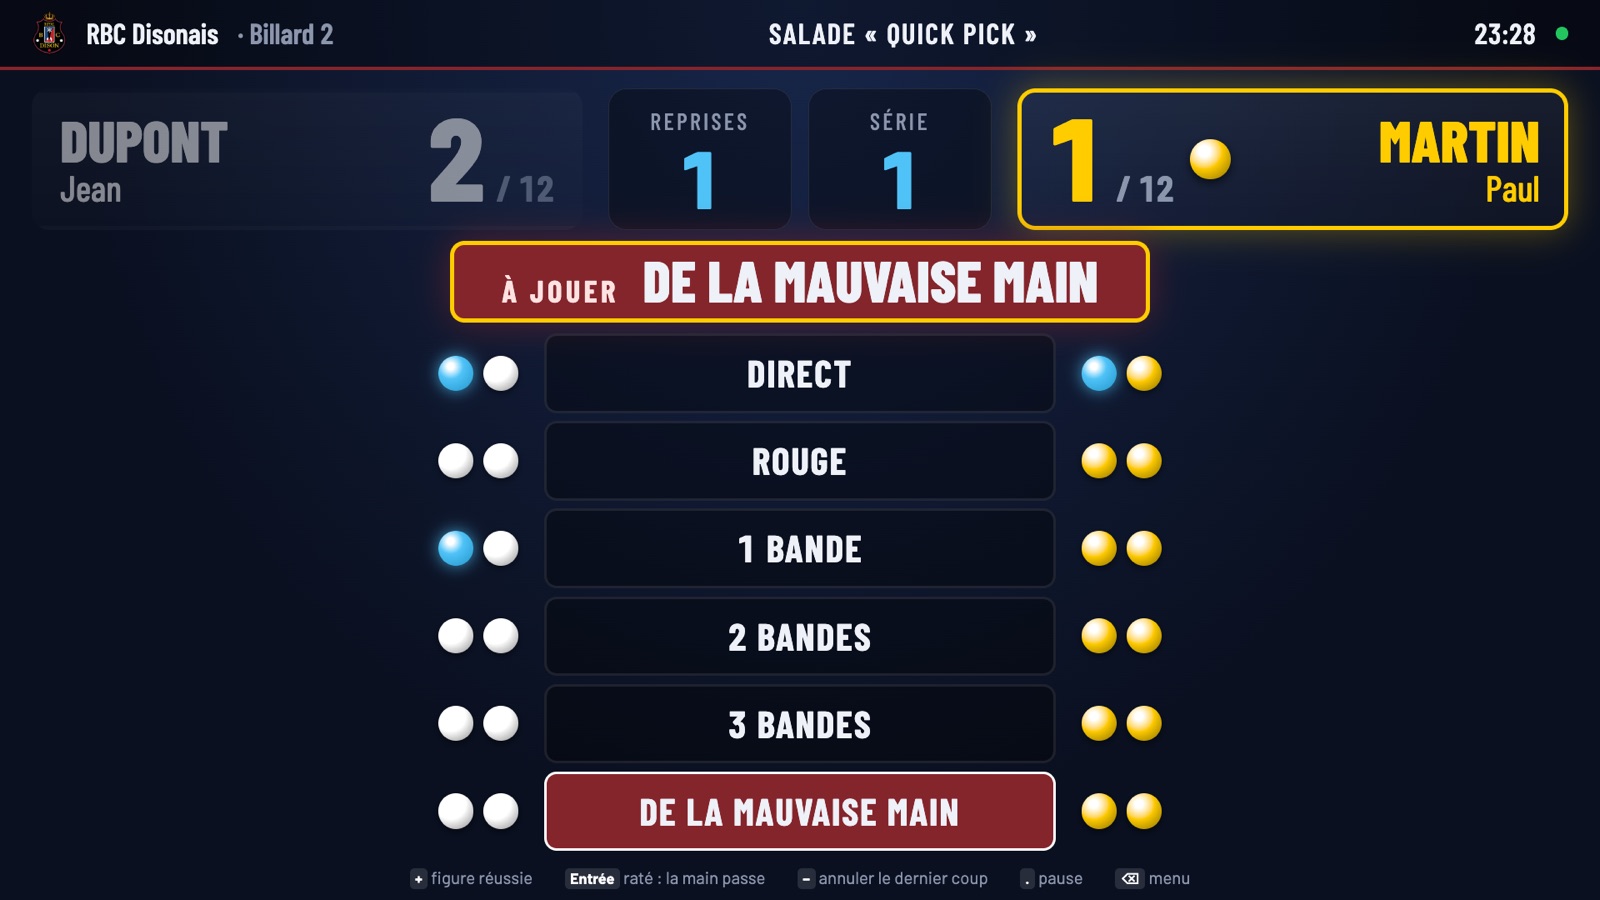 RBC Disonais · Billard 2
SALADE « QUICK PICK »
23:28
DUPONT
Jean
2 / 12
REPRISES
1
SÉRIE
1
1 / 12
MARTIN
Paul
À JOUER DE LA MAUVAISE MAIN
DIRECT
ROUGE
1 BANDE
2 BANDES
3 BANDES
DE LA MAUVAISE MAIN
+ figure réussie Entrée raté : la main passe − annuler le dernier coup . pause ⌫ menu